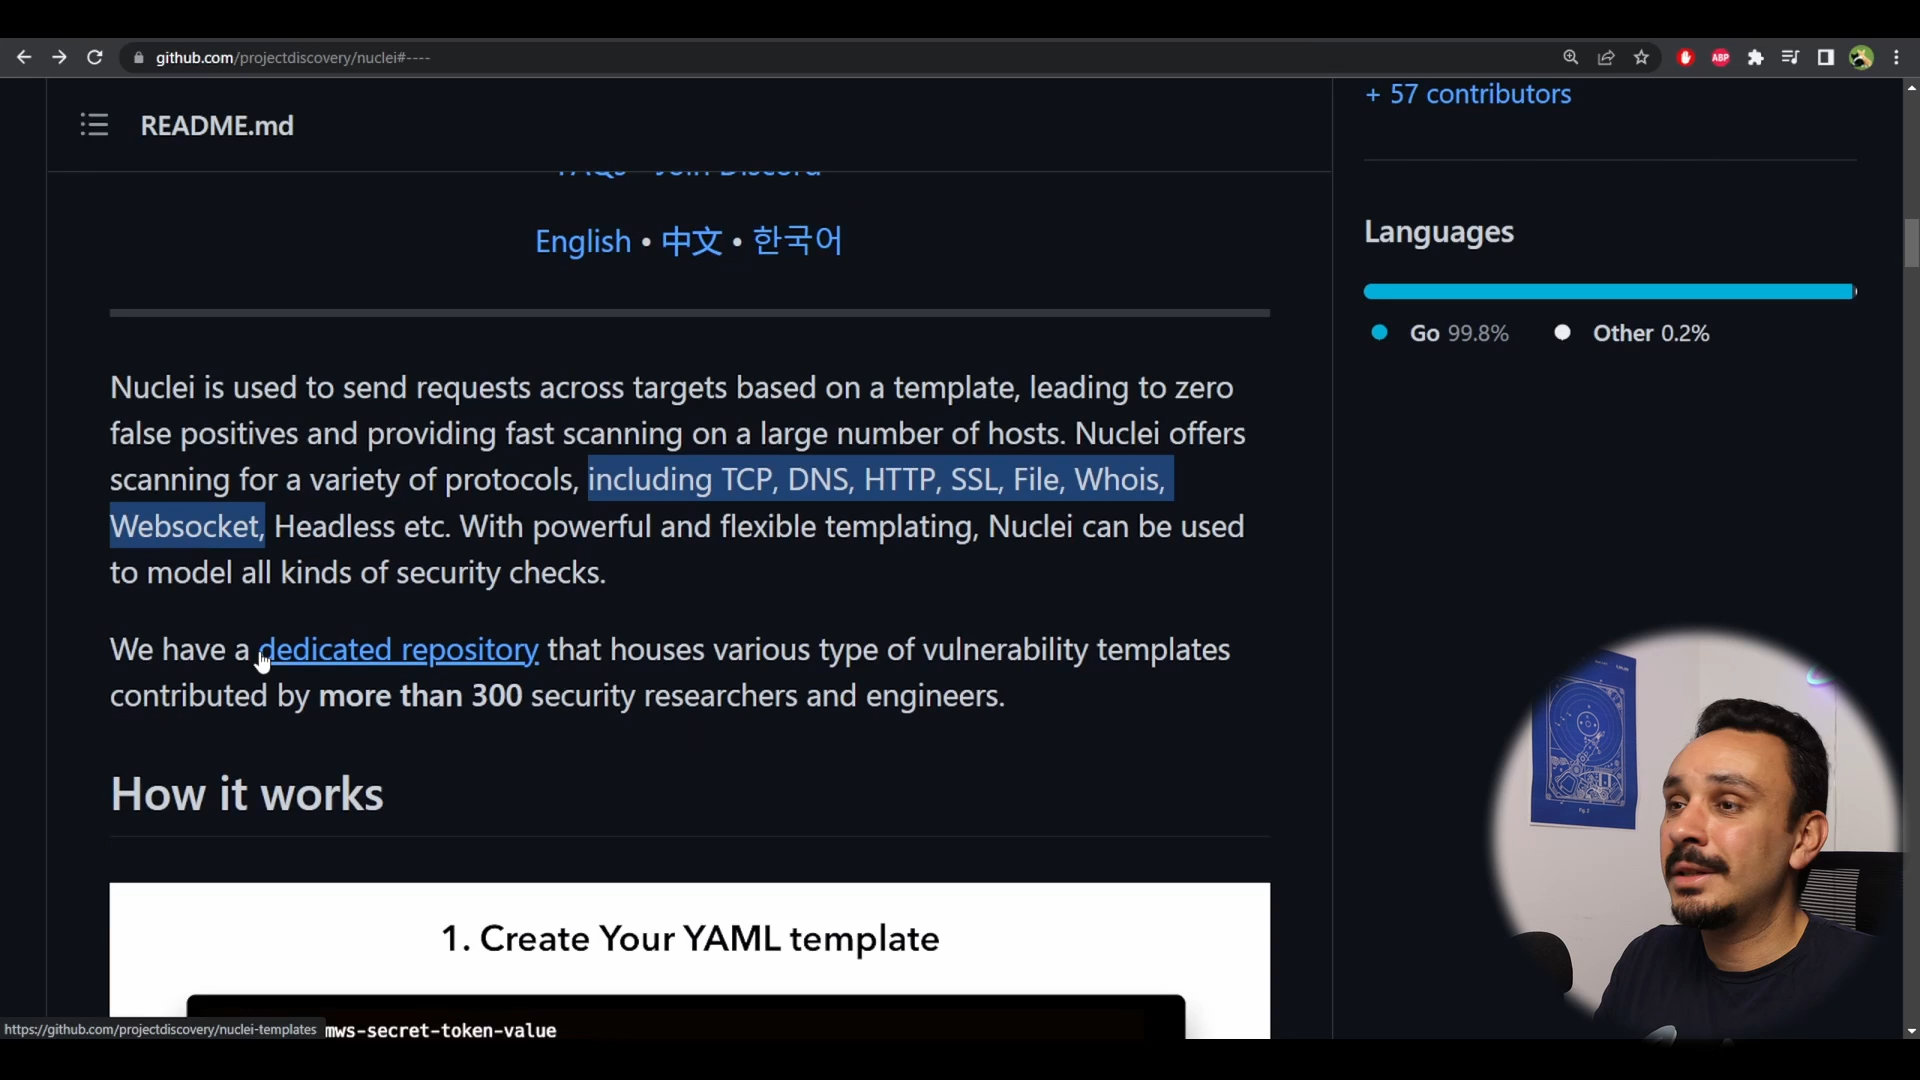 github.com/projectdiscovery/nuclei#----
ABP
+ 57 contributors
README.md
FAQs Join Discord
English • 中文 • 한국어
Languages
Go 99.8% Other 0.2%
Nuclei is used to send requests across targets based on a template, leading to zero
false positives and providing fast scanning on a large number of hosts. Nuclei offers
scanning for a variety of protocols, including TCP, DNS, HTTP, SSL, File, Whois,
Websocket, Headless etc. With powerful and flexible templating, Nuclei can be used
to model all kinds of security checks.
We have a dedicated repository that houses various type of vulnerability templates
contributed by more than 300 security researchers and engineers.
How it works
1. Create Your YAML template
https://github.com/projectdiscovery/nuclei-templates
mws-secret-token-value